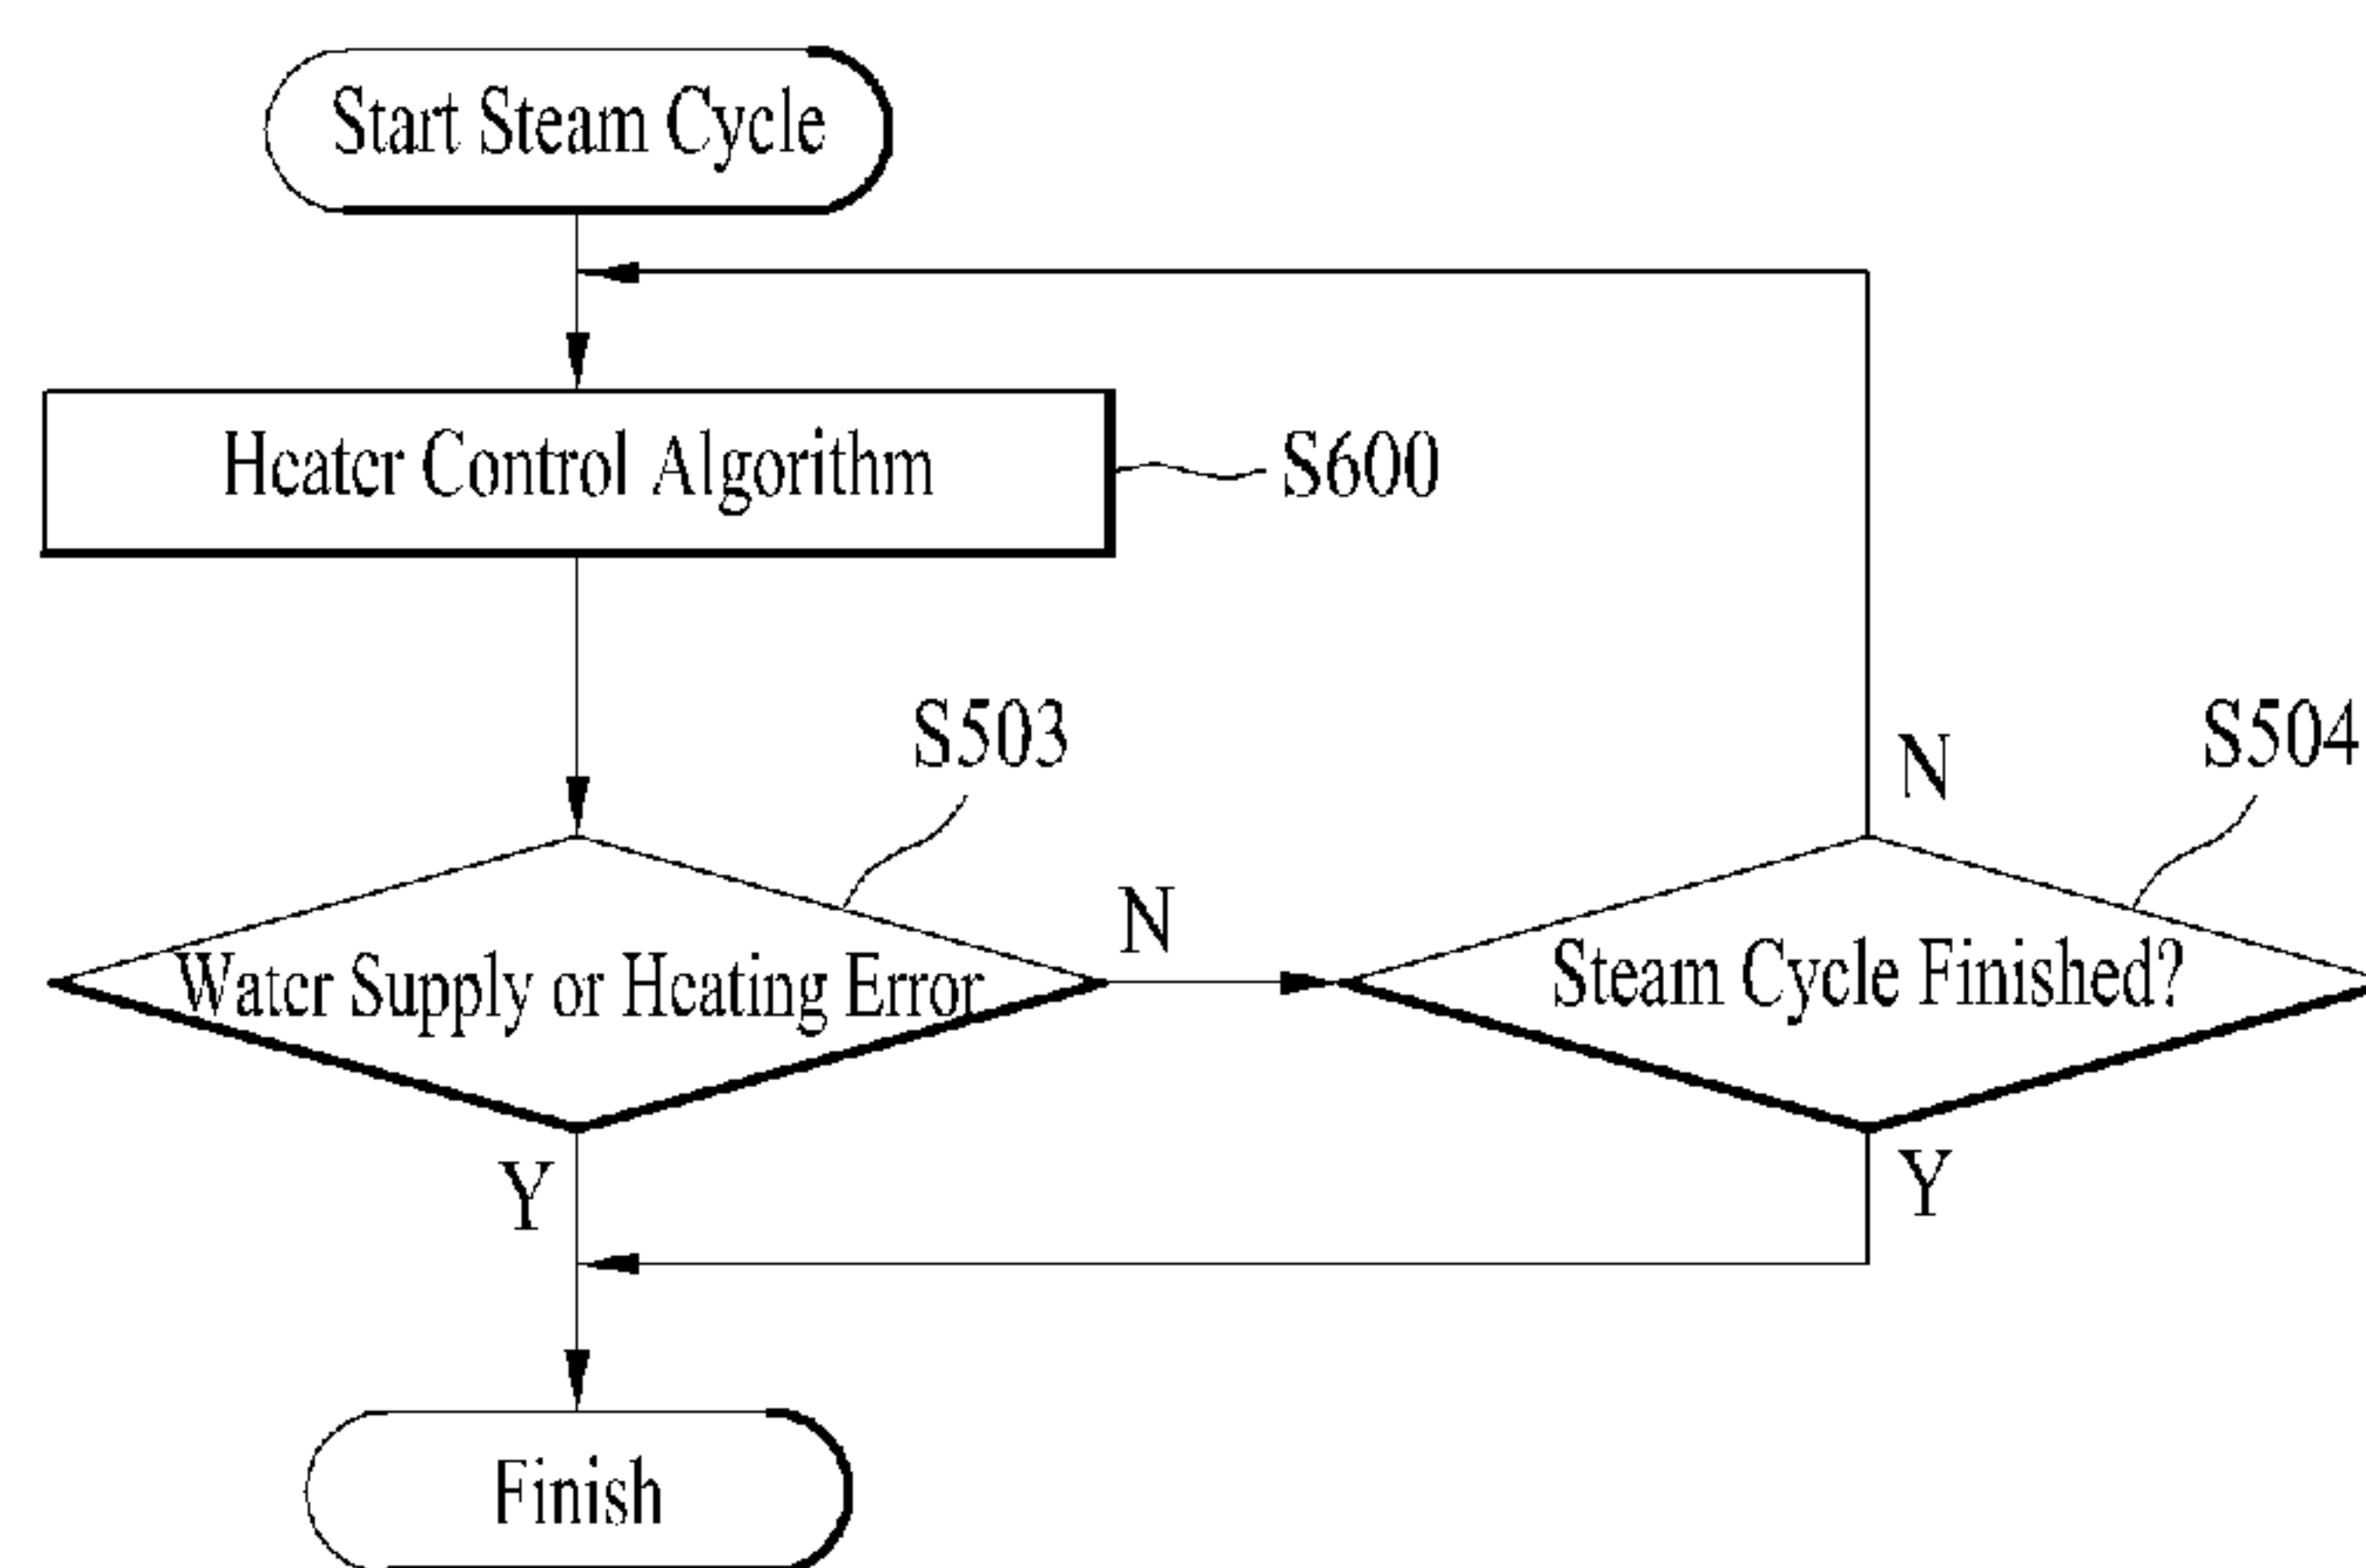 Start Steam Cycle
Heater Control Algorithm
S600
S503
S504
N
N
Water Supply or Heating Error
Steam Cycle Finished?
Y
Y
Finish